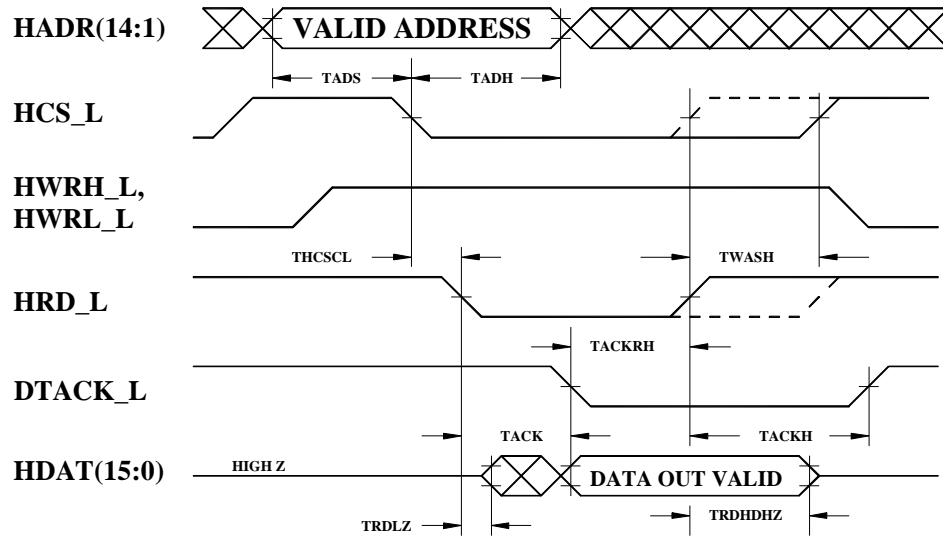 HADR(14:1)
VALID ADDRESS
TADS
TADH
HCS_L
HWRH_L,
HWRL_L
THCSCL
TWASH
HRD_L
TACKRH
DTACK_L
TACK
TACKH
HDAT(15:0)
HIGH Z
DATA OUT VALID
TRDLZ
TRDHDHZ